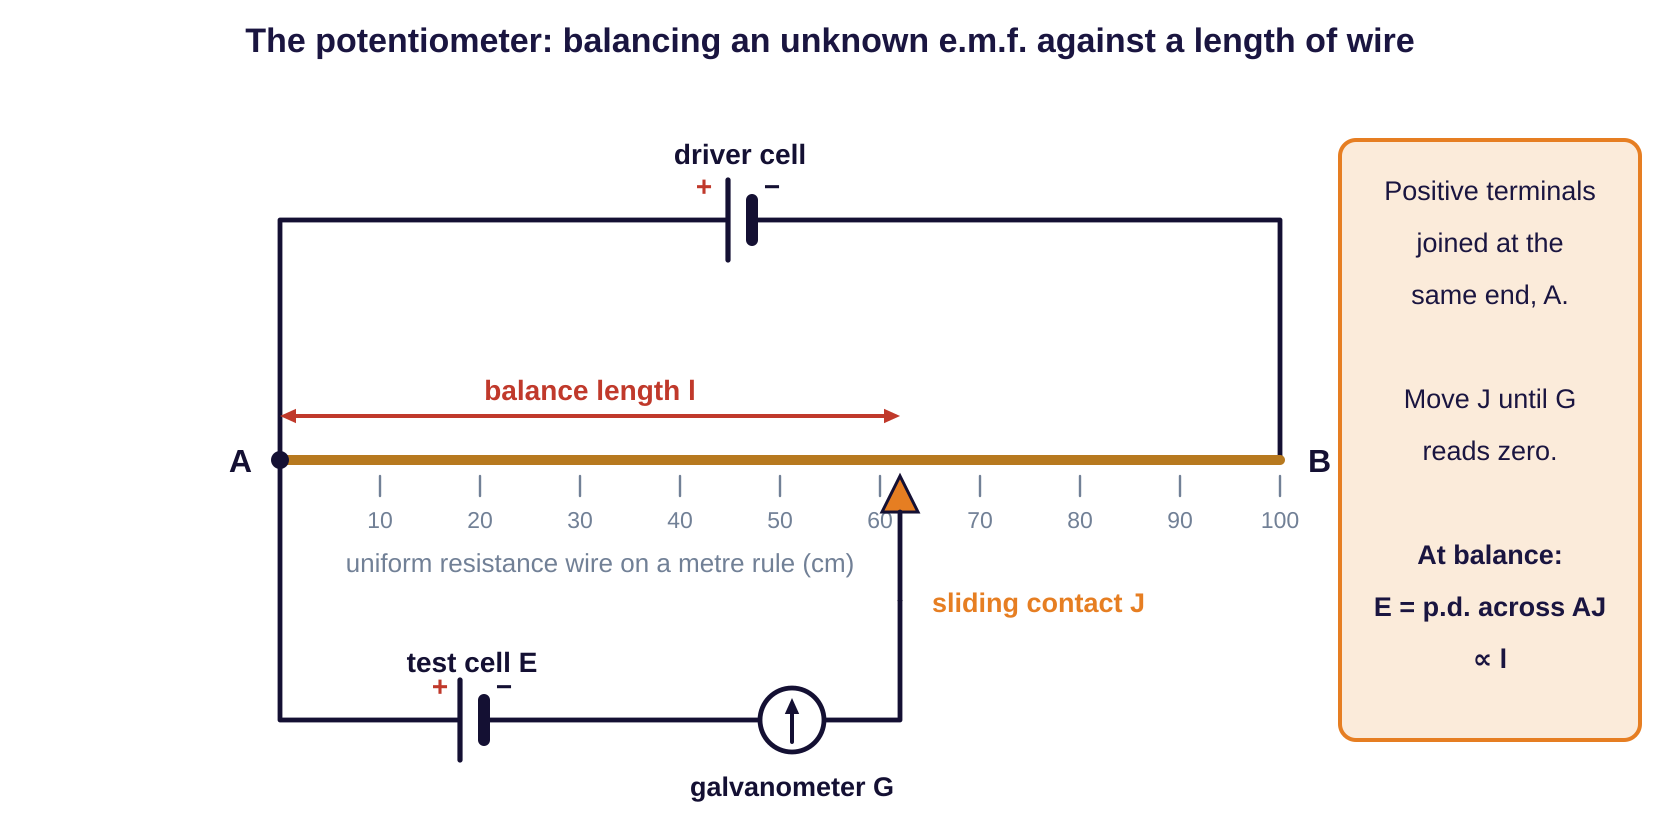 The potentiometer: balancing an unknown e.m.f. against a length of wire
driver cell
+ −
balance length l
A
B
10 20 30 40 50 60 70 80 90 100
uniform resistance wire on a metre rule (cm)
sliding contact J
test cell E
+ −
galvanometer G
Positive terminals
joined at the
same end, A.
Move J until G
reads zero.
At balance:
E = p.d. across AJ
∝ l